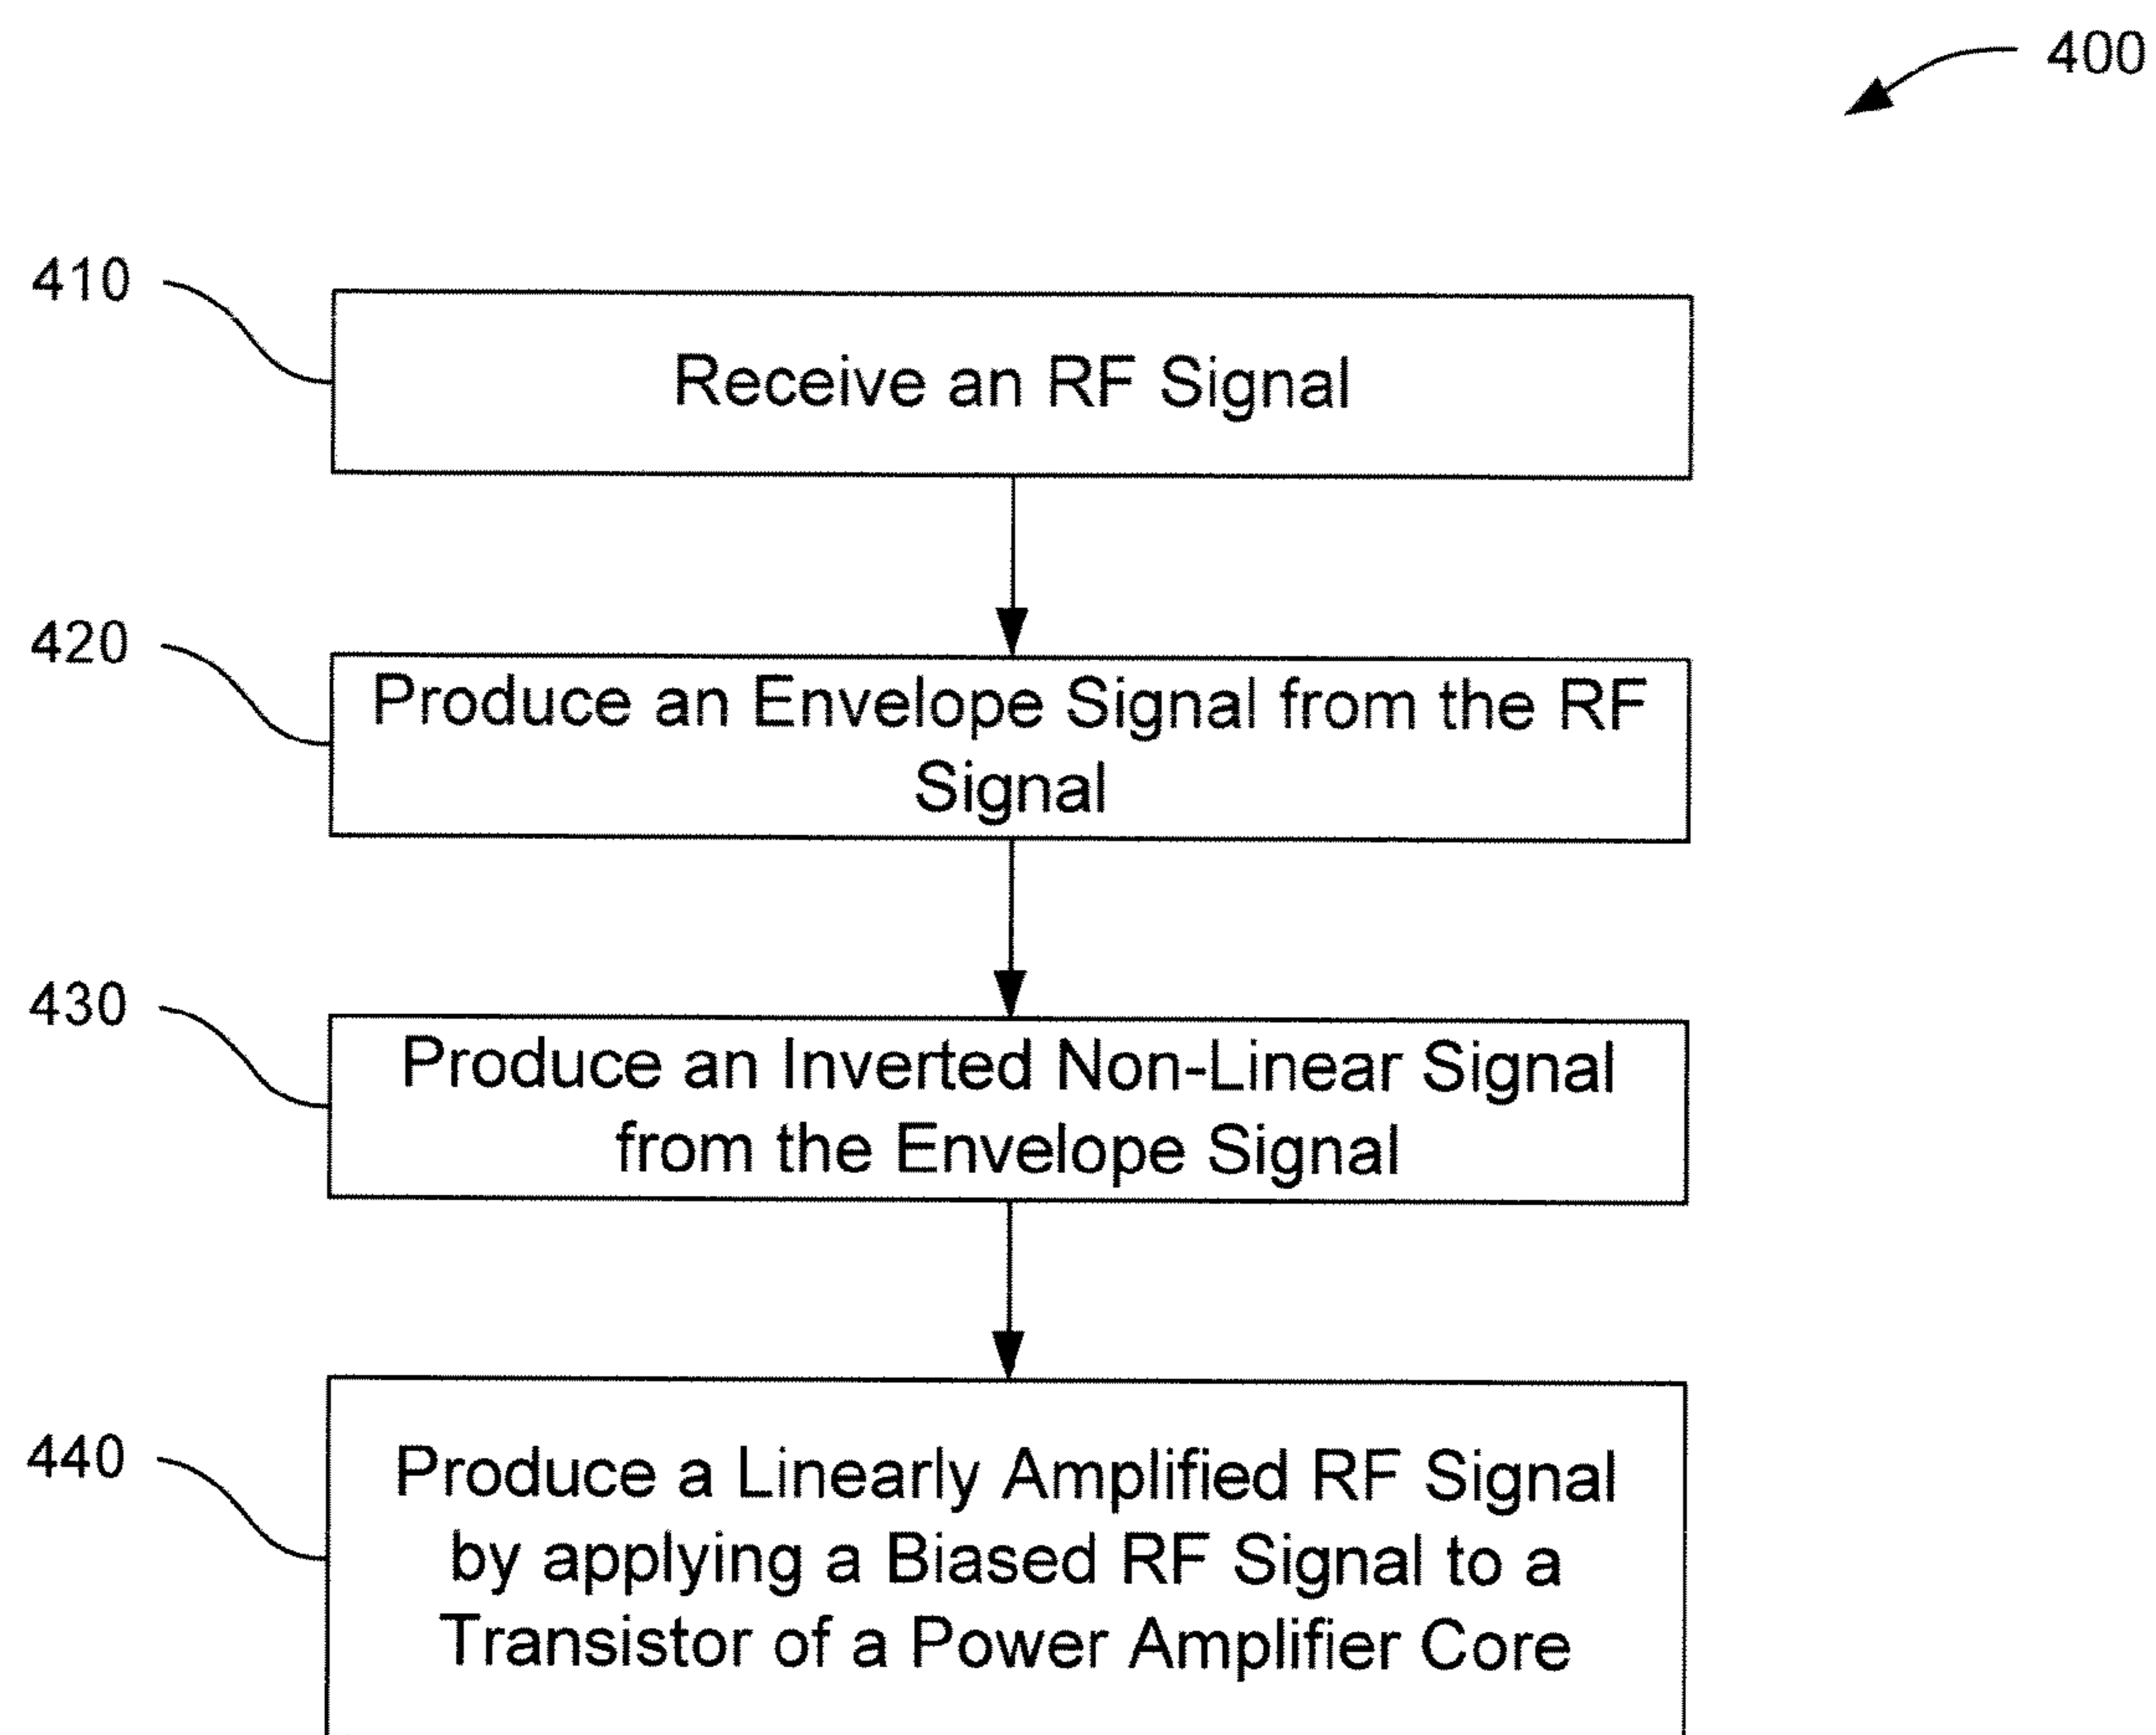 400
410
Receive an RF Signal
420
Produce an Envelope Signal from the RF
Signal
430
Produce an Inverted Non-Linear Signal
from the Envelope Signal
440
Produce a Linearly Amplified RF Signal
by applying a Biased RF Signal to a
Transistor of a Power Amplifier Core